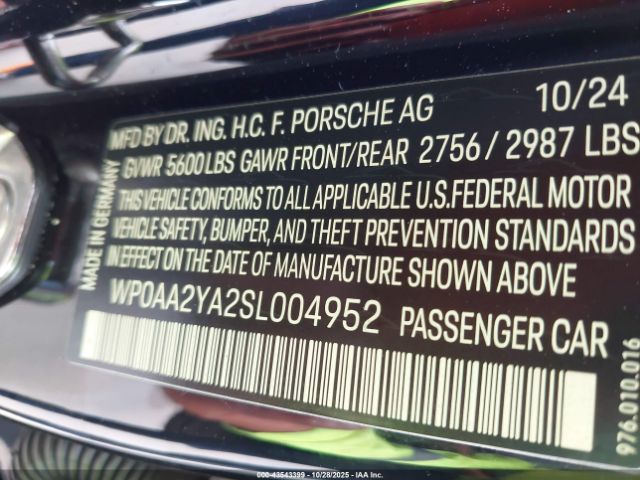 MFD BY DR. ING. H.C. F. PORSCHE AG 10/24
GVWR 5600 LBS GAWR FRONT/REAR 2756 / 2987 LBS
THIS VEHICLE CONFORMS TO ALL APPLICABLE U.S.FEDERAL MOTOR
VEHICLE SAFETY, BUMPER, AND THEFT PREVENTION STANDARDS
IN EFFECT ON THE DATE OF MANUFACTURE SHOWN ABOVE
WP0AA2YA2SL004952 PASSENGER CAR
MADE IN GERMANY
976.010.016
000-43543399 - 10/28/2025 - IAA Inc.